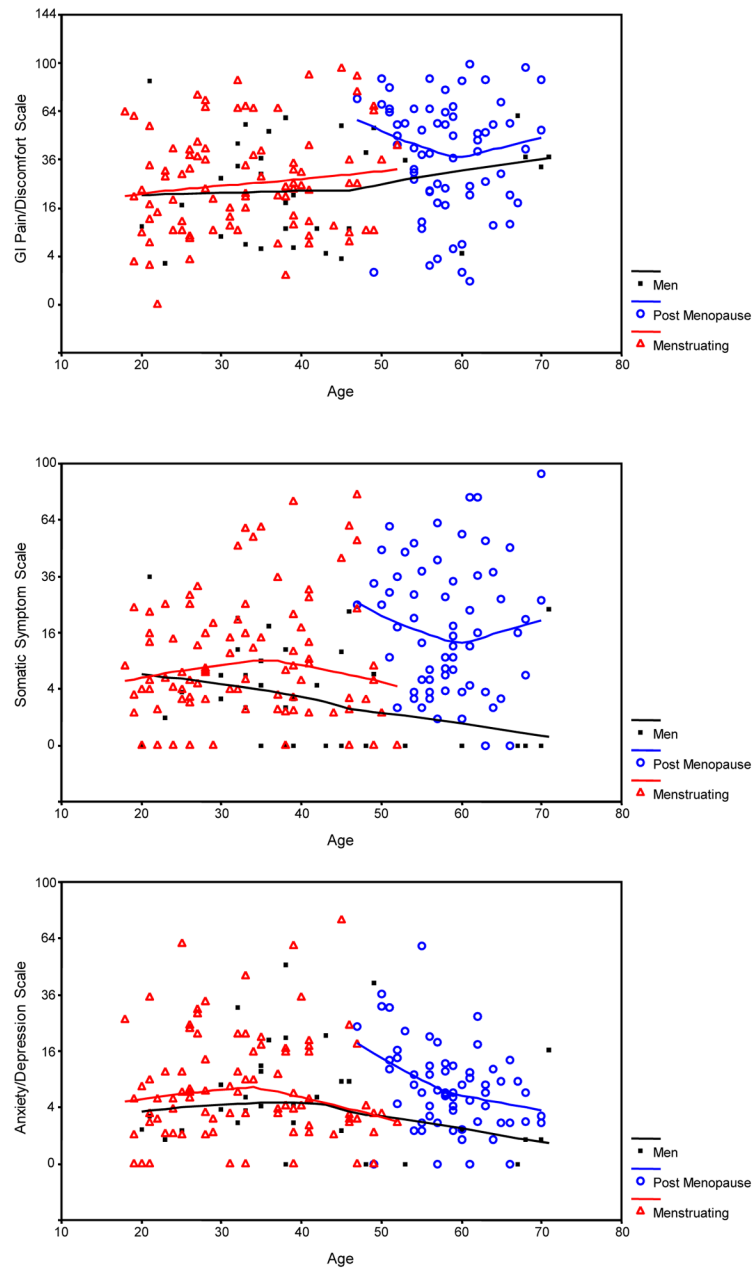 GI Pain/Discomfort Scale
144
100
64
36
16
4
0
10
20
30
40
50
60
70
80
Age
Men
Post Menopause
Menstruating
Somatic Symptom Scale
100
64
36
16
4
0
10
20
30
40
50
60
70
80
Age
Men
Post Menopause
Menstruating
Anxiety/Depression Scale
100
64
36
16
4
0
10
20
30
40
50
60
70
80
Age
Men
Post Menopause
Menstruating